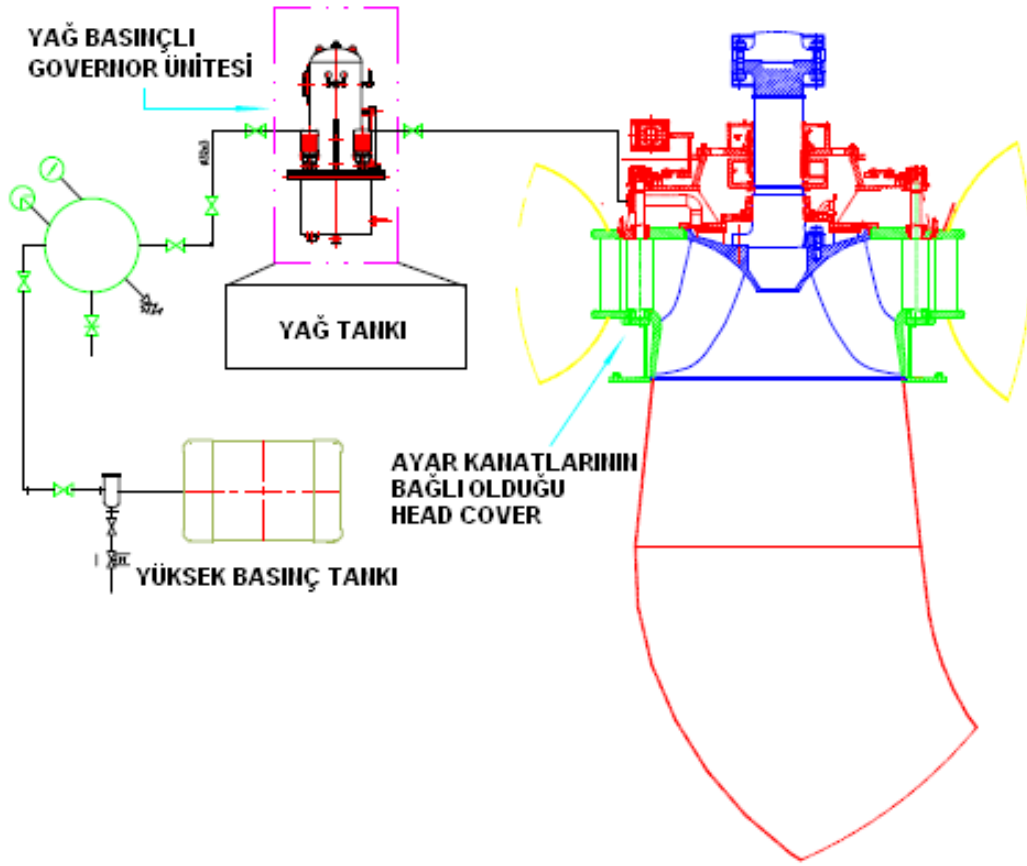 YAĞ BASINÇLI
GOVERNOR ÜNİTESİ
YAĞ TANKI
AYAR KANATLARININ
BAĞLI OLDUĞU
HEAD COVER
YÜKSEK BASINÇ TANKI